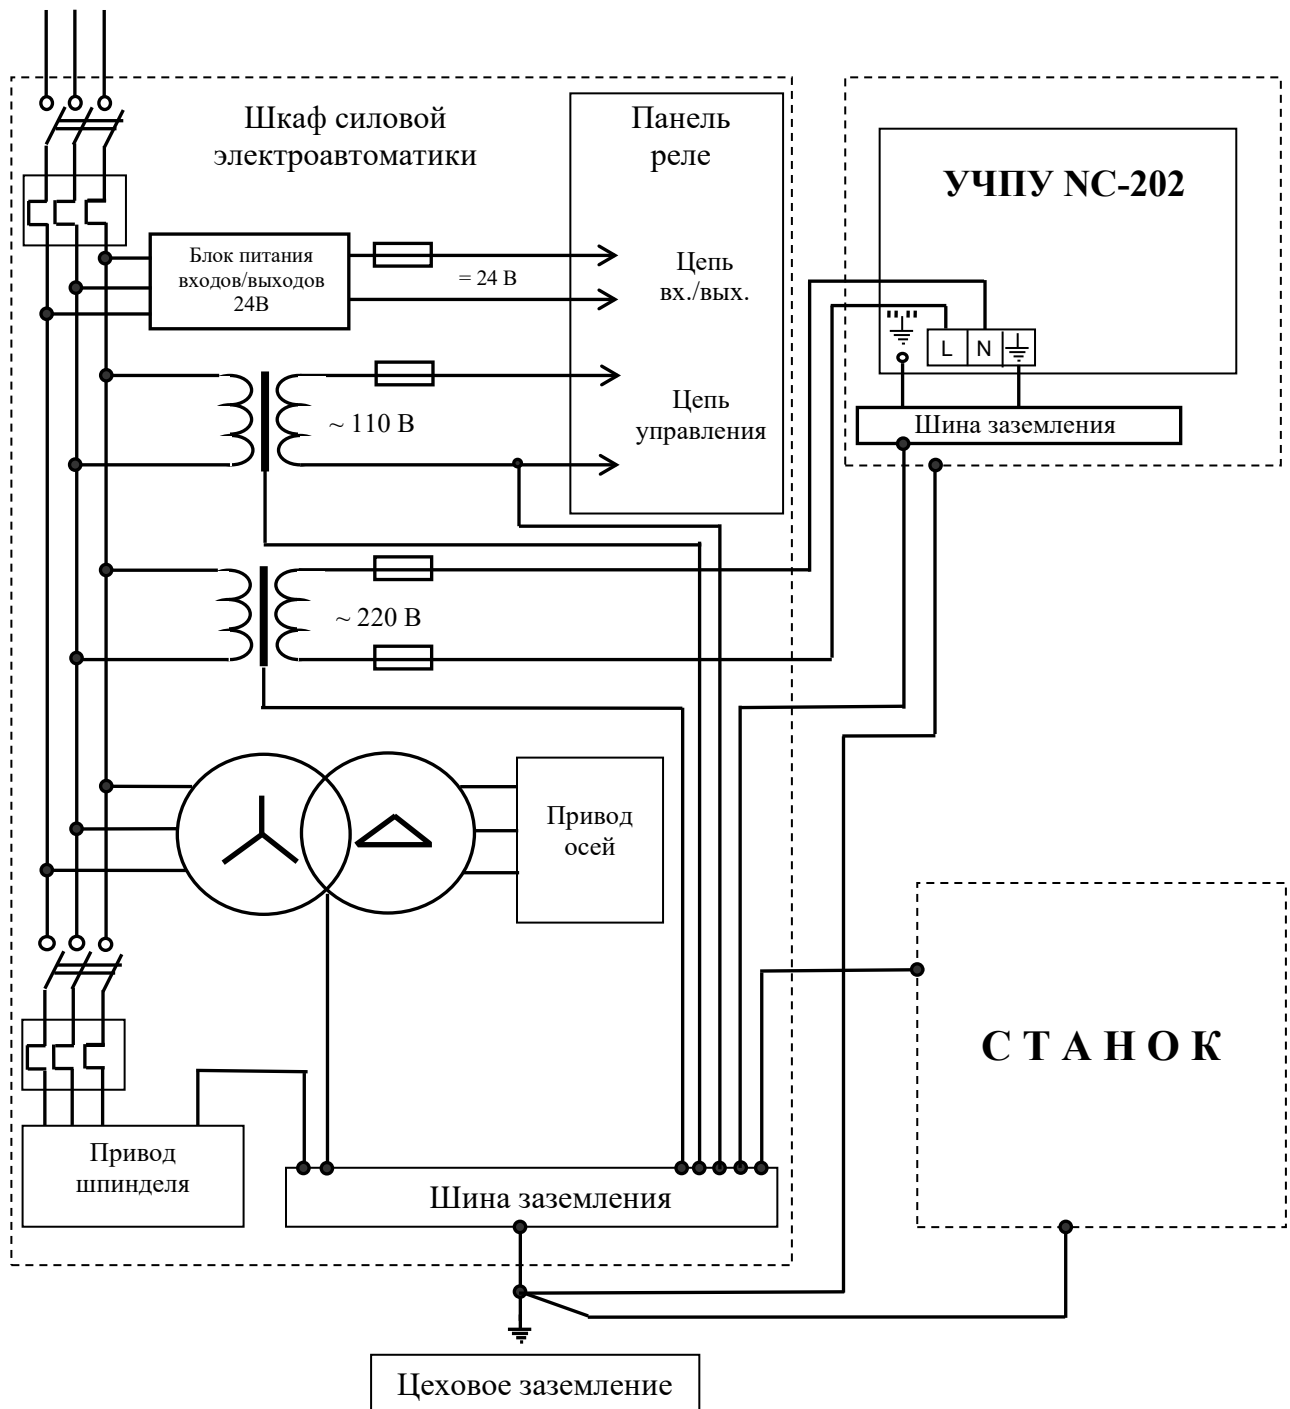 Шкаф силовой
электроавтоматики
Панель
реле
УЧПУ NC-202
Блок питания
входов/выходов
24В
= 24 В
Цепь
вх./вых.
L N
~ 110 В
Цепь
управления
Шина заземления
~ 220 В
Привод
осей
С Т А Н О К
Привод
шпинделя
Шина заземления
Цеховое заземление